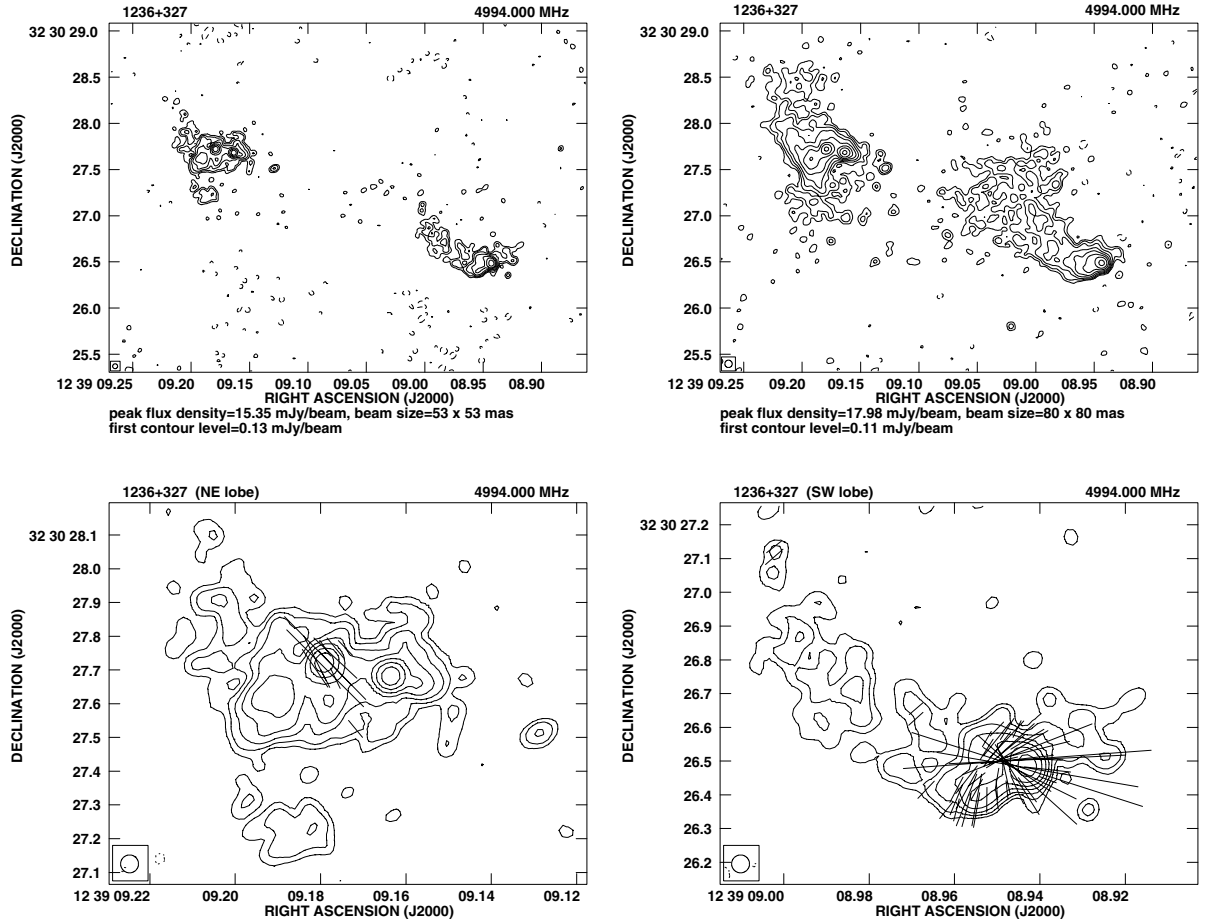 1236+327 4994.000 MHz
32 30 29.0
28.5
28.0
27.5
27.0
26.5
26.0
25.5
DECLINATION (J2000)
12 39 09.25 09.20 09.15 09.10 09.05 09.00 08.95 08.90
RIGHT ASCENSION (J2000)
peak flux density=15.35 mJy/beam, beam size=53 x 53 mas
first contour level=0.13 mJy/beam
1236+327 4994.000 MHz
32 30 29.0
28.5
28.0
27.5
27.0
26.5
26.0
25.5
DECLINATION (J2000)
12 39 09.25 09.20 09.15 09.10 09.05 09.00 08.95 08.90
RIGHT ASCENSION (J2000)
peak flux density=17.98 mJy/beam, beam size=80 x 80 mas
first contour level=0.11 mJy/beam
1236+327 (NE lobe) 4994.000 MHz
32 30 28.1
28.0
27.9
27.8
27.7
27.6
27.5
27.4
27.3
27.2
27.1
DECLINATION (J2000)
12 39 09.22 09.20 09.18 09.16 09.14 09.12
RIGHT ASCENSION (J2000)
1236+327 (SW lobe) 4994.000 MHz
32 30 27.2
27.1
27.0
26.9
26.8
26.7
26.6
26.5
26.4
26.3
26.2
DECLINATION (J2000)
12 39 09.00 08.98 08.96 08.94 08.92
RIGHT ASCENSION (J2000)